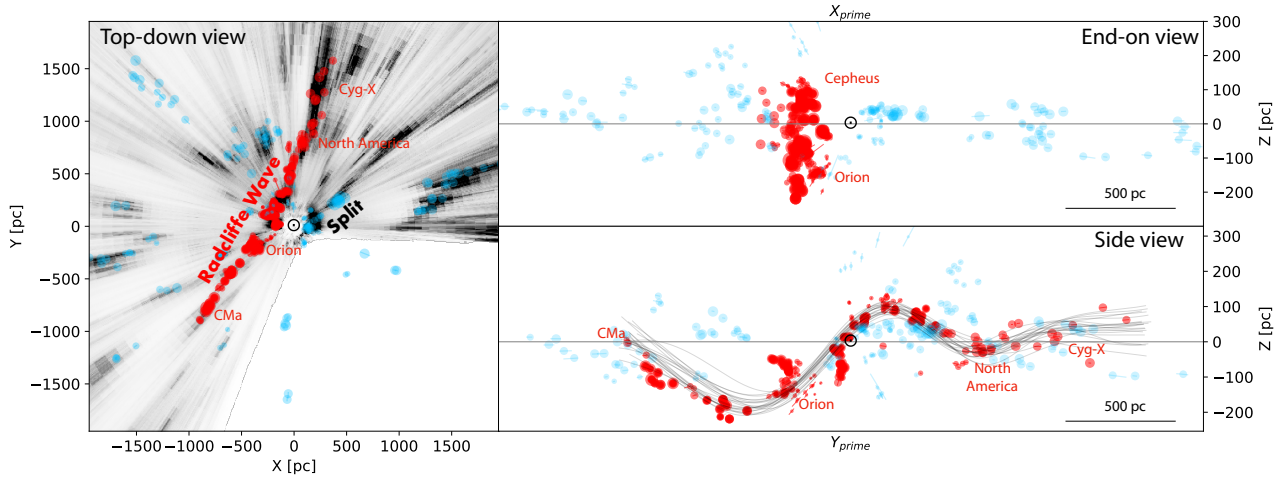 Top-down view
Cyg-X
North America
Radcliffe Wave
Split
Orion
CMa
1500
1000
500
0
−500
−1000
−1500
Y [pc]
−1500
−1000
−500
0
500
1000
1500
X [pc]
X_prime
End-on view
Cepheus
Orion
500 pc
300
200
100
0
−100
−200
Z [pc]
Side view
CMa
Orion
North
America
Cyg-X
500 pc
300
200
100
0
−100
−200
Z [pc]
Y_prime